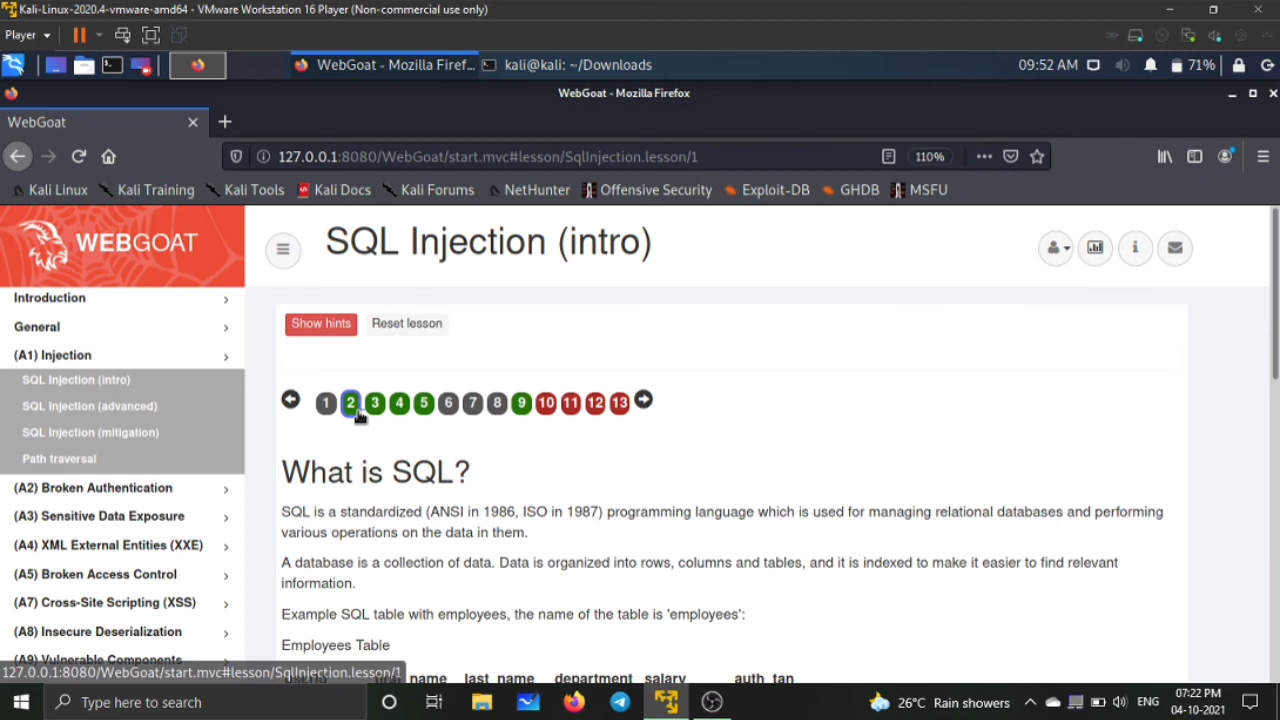 Kali-Linux-2020.4-vmware-amd64 - VMware Workstation 16 Player (Non-commercial use only)
Player
WebGoat - Mozilla Firef... kali@kali: ~/Downloads 09:52 AM 71%
WebGoat - Mozilla Firefox
WebGoat
127.0.0.1:8080/WebGoat/start.mvc#lesson/SqlInjection.lesson/1 110%
Kali Linux Kali Training Kali Tools Kali Docs Kali Forums NetHunter Offensive Security Exploit-DB GHDB MSFU
WEBGOAT
SQL Injection (intro)
Introduction
General
(A1) Injection
SQL Injection (intro)
SQL Injection (advanced)
SQL Injection (mitigation)
Path traversal
(A2) Broken Authentication
(A3) Sensitive Data Exposure
(A4) XML External Entities (XXE)
(A5) Broken Access Control
(A7) Cross-Site Scripting (XSS)
(A8) Insecure Deserialization
(A9) Vulnerable Components
Show hints Reset lesson
1 2 3 4 5 6 7 8 9 10 11 12 13
What is SQL?
SQL is a standardized (ANSI in 1986, ISO in 1987) programming language which is used for managing relational databases and performing
various operations on the data in them.
A database is a collection of data. Data is organized into rows, columns and tables, and it is indexed to make it easier to find relevant
information.
Example SQL table with employees, the name of the table is 'employees':
Employees Table
name last_name department salary auth_tan
127.0.0.1:8080/WebGoat/start.mvc#lesson/SqlInjection.lesson/1
Type here to search 26°C Rain showers ENG 07:22 PM
04-10-2021